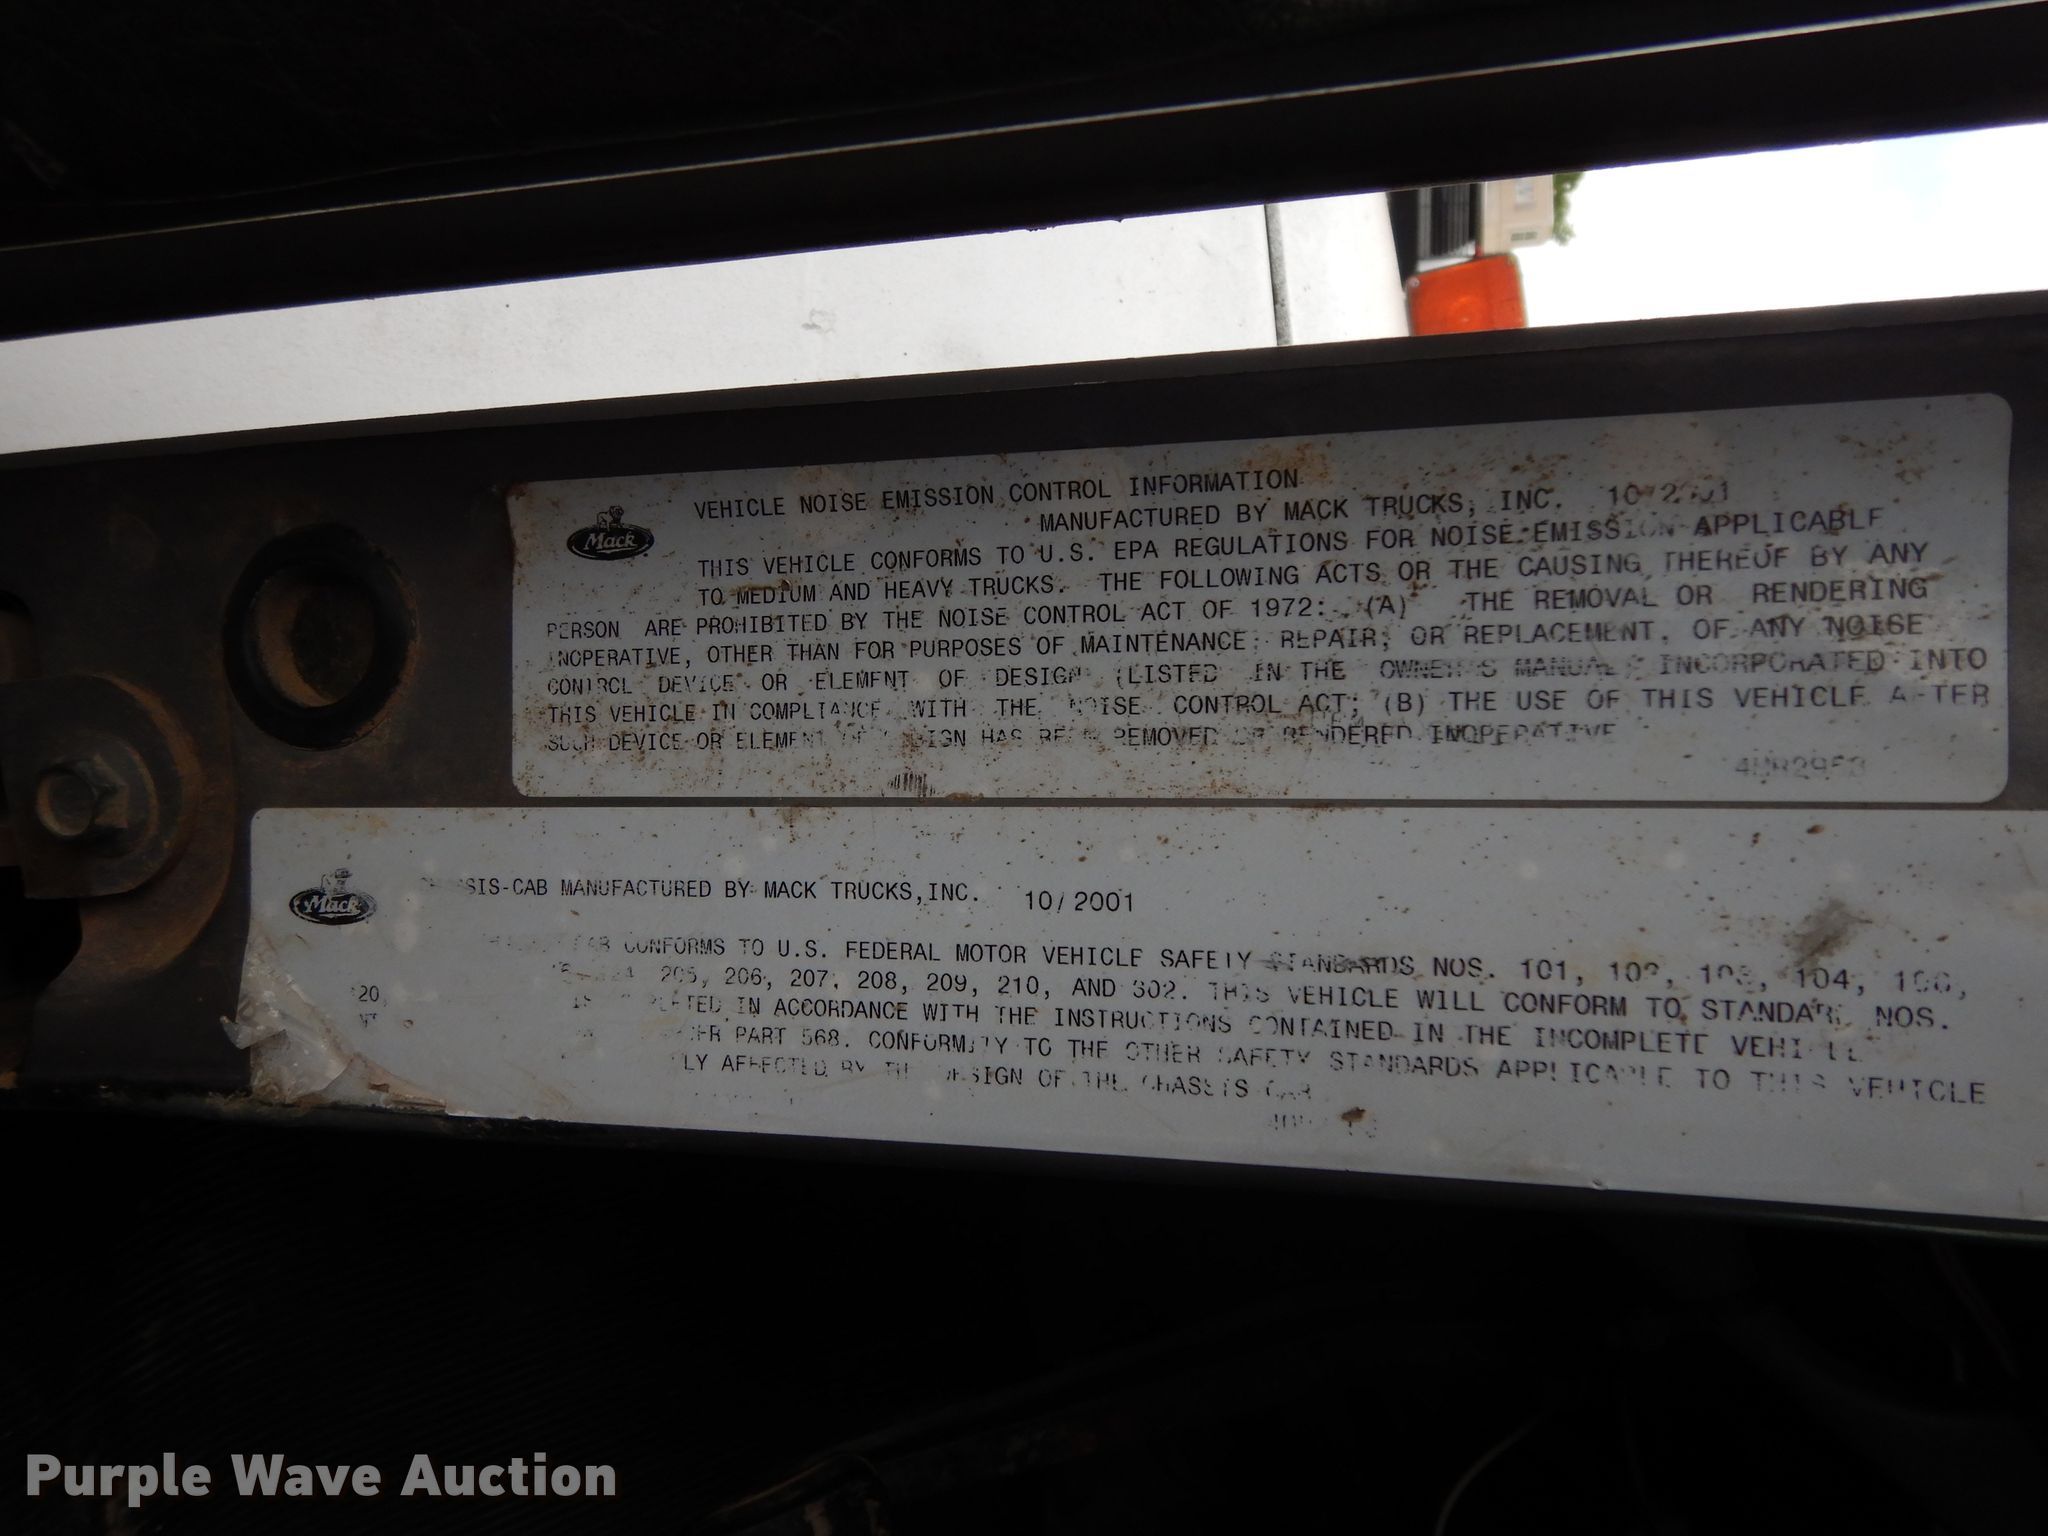 VEHICLE NOISE EMISSION CONTROL INFORMATION
MANUFACTURED BY MACK TRUCKS, INC.
Mack
THIS VEHICLE CONFORMS TO U.S. EPA REGULATIONS FOR NOISE EMISSION APPLICABLE
TO MEDIUM AND HEAVY TRUCKS. THE FOLLOWING ACTS OR THE CAUSING THEREOF BY ANY
PERSON ARE PROHIBITED BY THE NOISE CONTROL ACT OF 1972: (A) THE REMOVAL OR RENDERING
INOPERATIVE, OTHER THAN FOR PURPOSES OF MAINTENANCE, REPAIR, OR REPLACEMENT, OF ANY NOISE
CONTROL DEVICE OR ELEMENT OF DESIGN (LISTED IN THE OWNER'S MANUAL) INCORPORATED INTO
THIS VEHICLE IN COMPLIANCE WITH THE NOISE CONTROL ACT; (B) THE USE OF THIS VEHICLE AFTER
SUCH DEVICE OR ELEMENT OF DESIGN HAS BEEN REMOVED OR RENDERED INOPERATIVE
Mack
CHASSIS-CAB MANUFACTURED BY MACK TRUCKS, INC. 10/2001
CAB CONFORMS TO U.S. FEDERAL MOTOR VEHICLE SAFETY STANDARDS NOS. 101, 102, 103, 104, 106,
205, 206, 207, 208, 209, 210, AND 302. THIS VEHICLE WILL CONFORM TO STANDARD NOS.
120, IN ACCORDANCE WITH THE INSTRUCTIONS CONTAINED IN THE INCOMPLETE VEHICLE
CFR PART 568. CONFORMITY TO THE OTHER SAFETY STANDARDS APPLICABLE TO THIS VEHICLE
AFFECTED BY THE DESIGN OF THE CHASSIS CAB
Purple Wave Auction